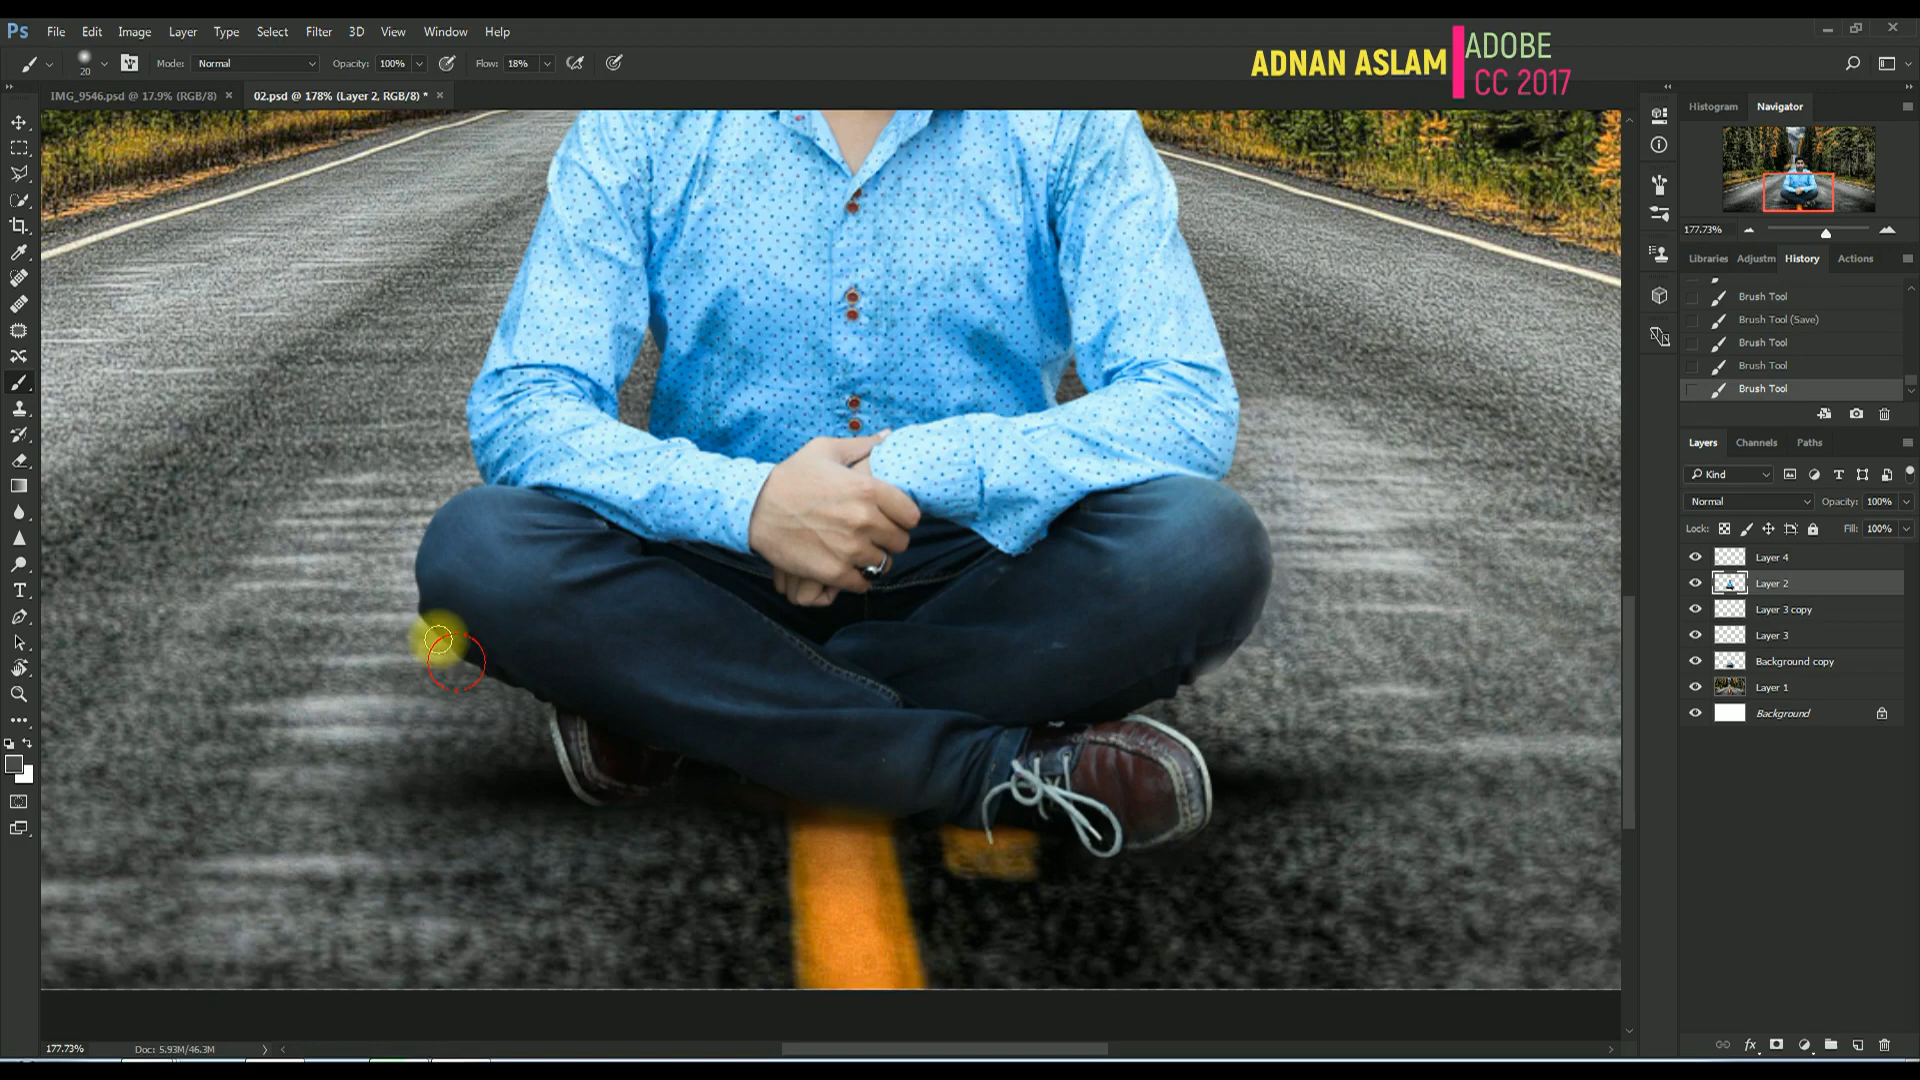 Ps File Edit Image Layer Type Select Filter 3D View Window Help
20 Mode: Normal Opacity: 100% Flow: 18%
ADNAN ASLAM
ADOBE
CC 2017
IMG_9546.psd @ 17.9% (RGB/8) × 02.psd @ 178% (Layer 2, RGB/8) * ×
Histogram Navigator
177.73%
Libraries Adjustm History Actions
Brush Tool
Brush Tool (Save)
Brush Tool
Brush Tool
Brush Tool
Layers Channels Paths
Kind
Normal Opacity: 100%
Lock: Fill: 100%
Layer 4
Layer 2
Layer 3 copy
Layer 3
Background copy
Layer 1
Background
177.73% Doc: 5.93M/46.3M
fx